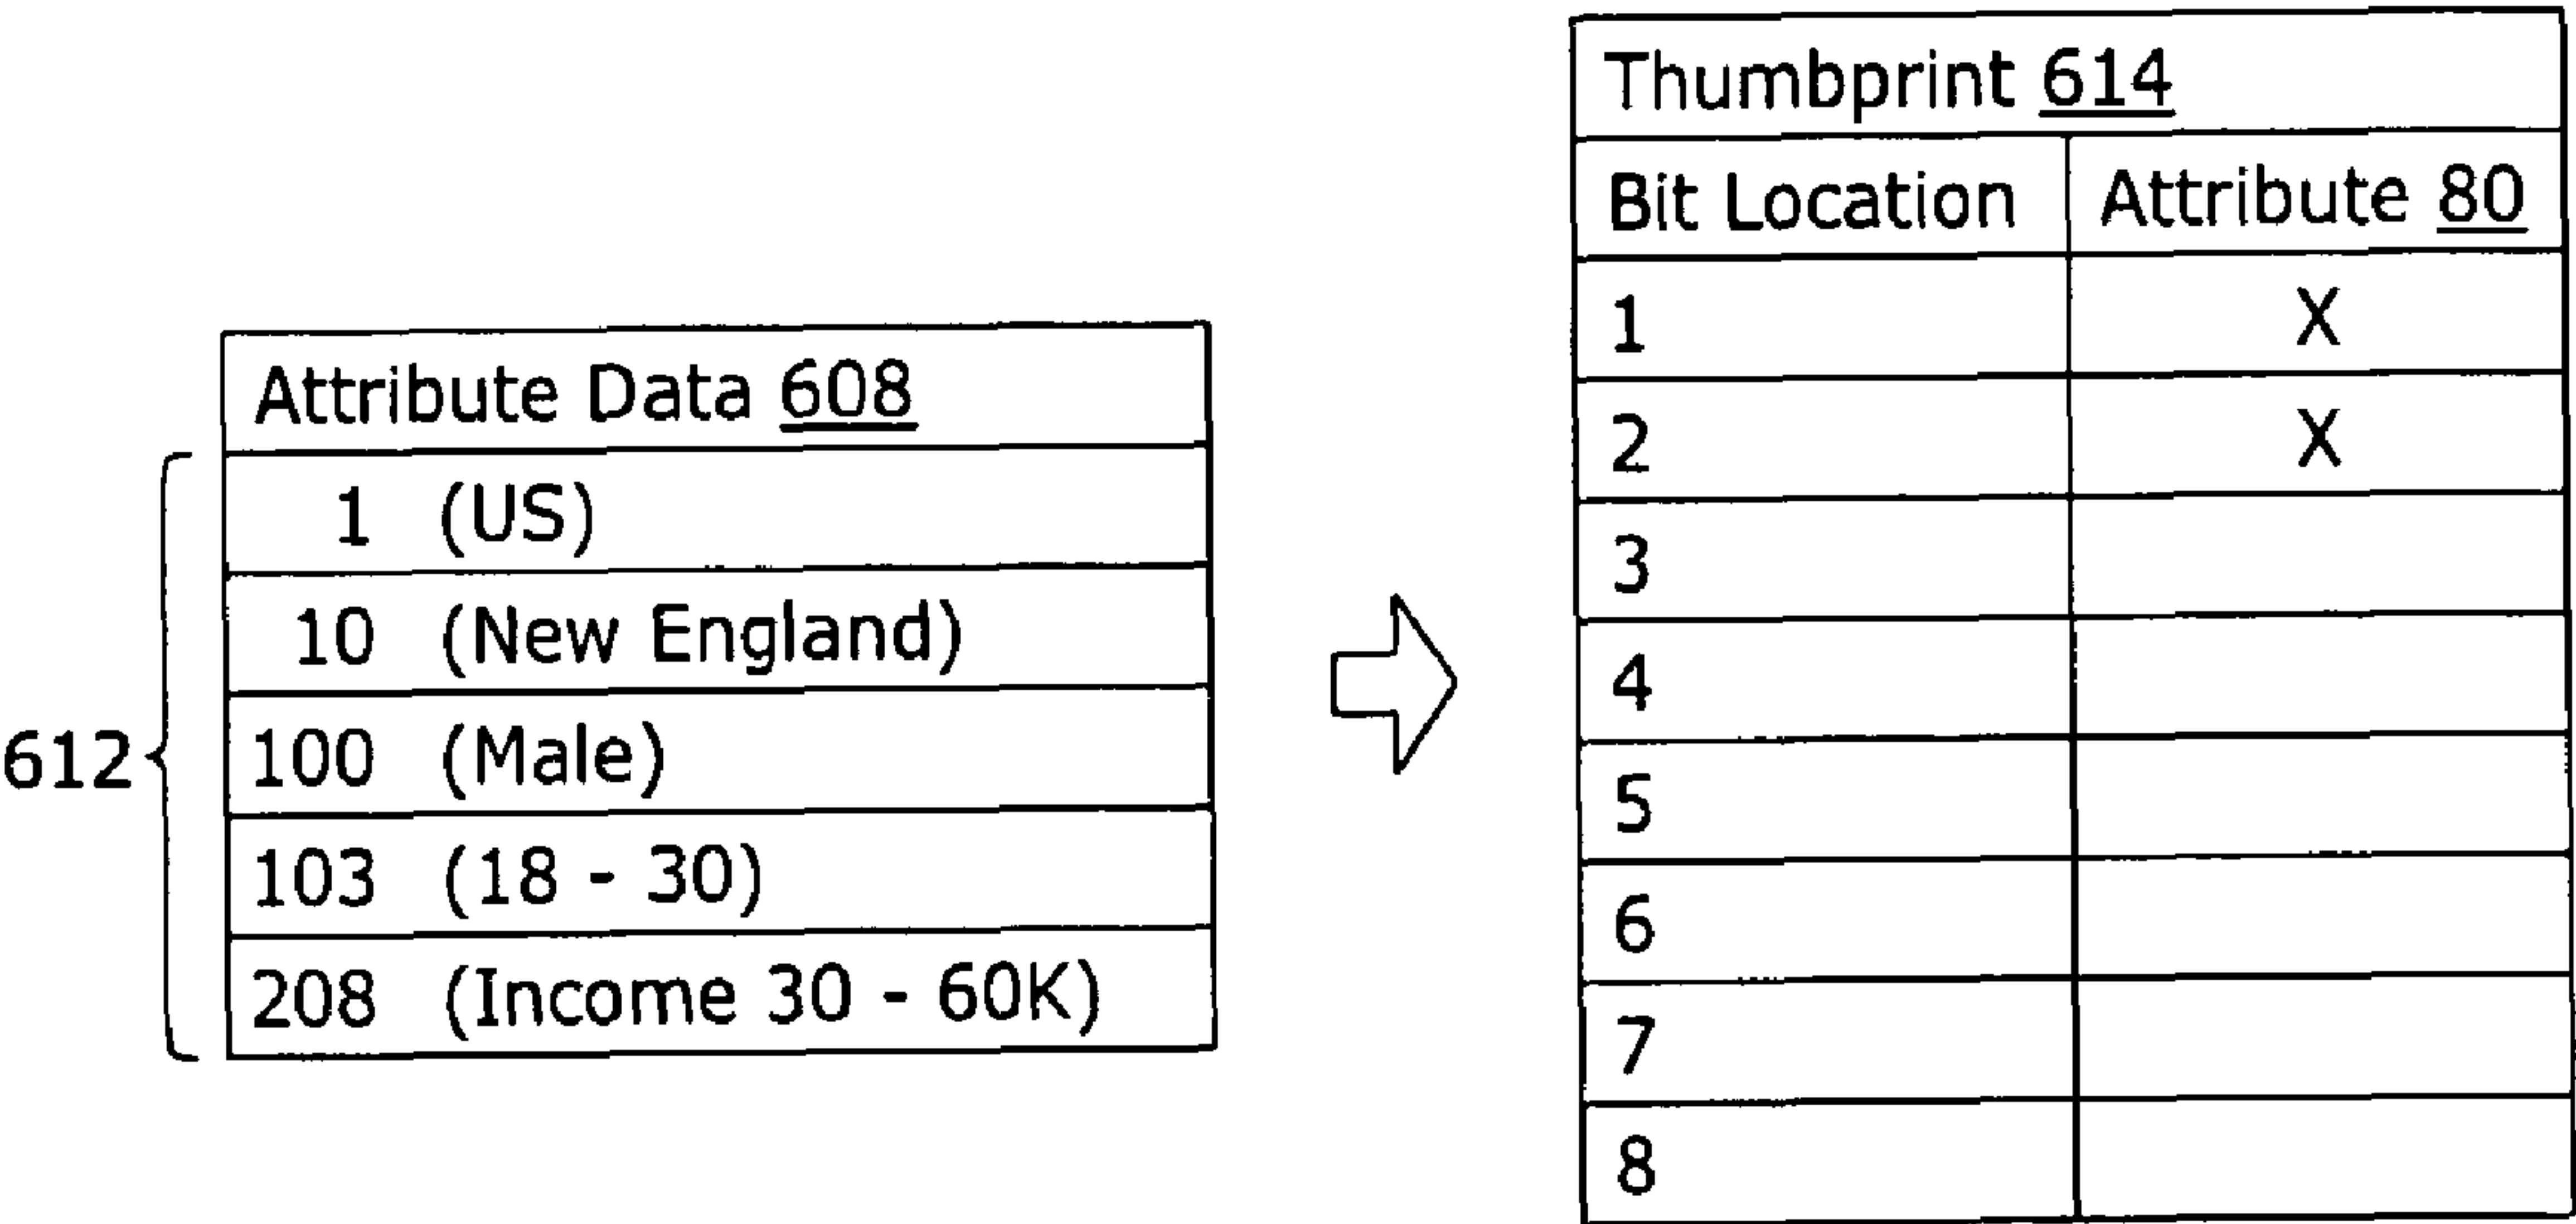 Attribute Data 608
612
1 (US)
10 (New England)
100 (Male)
103 (18 - 30)
208 (Income 30 - 60K)
Thumbprint 614
Bit Location Attribute 80
1 X
2 X
3
4
5
6
7
8